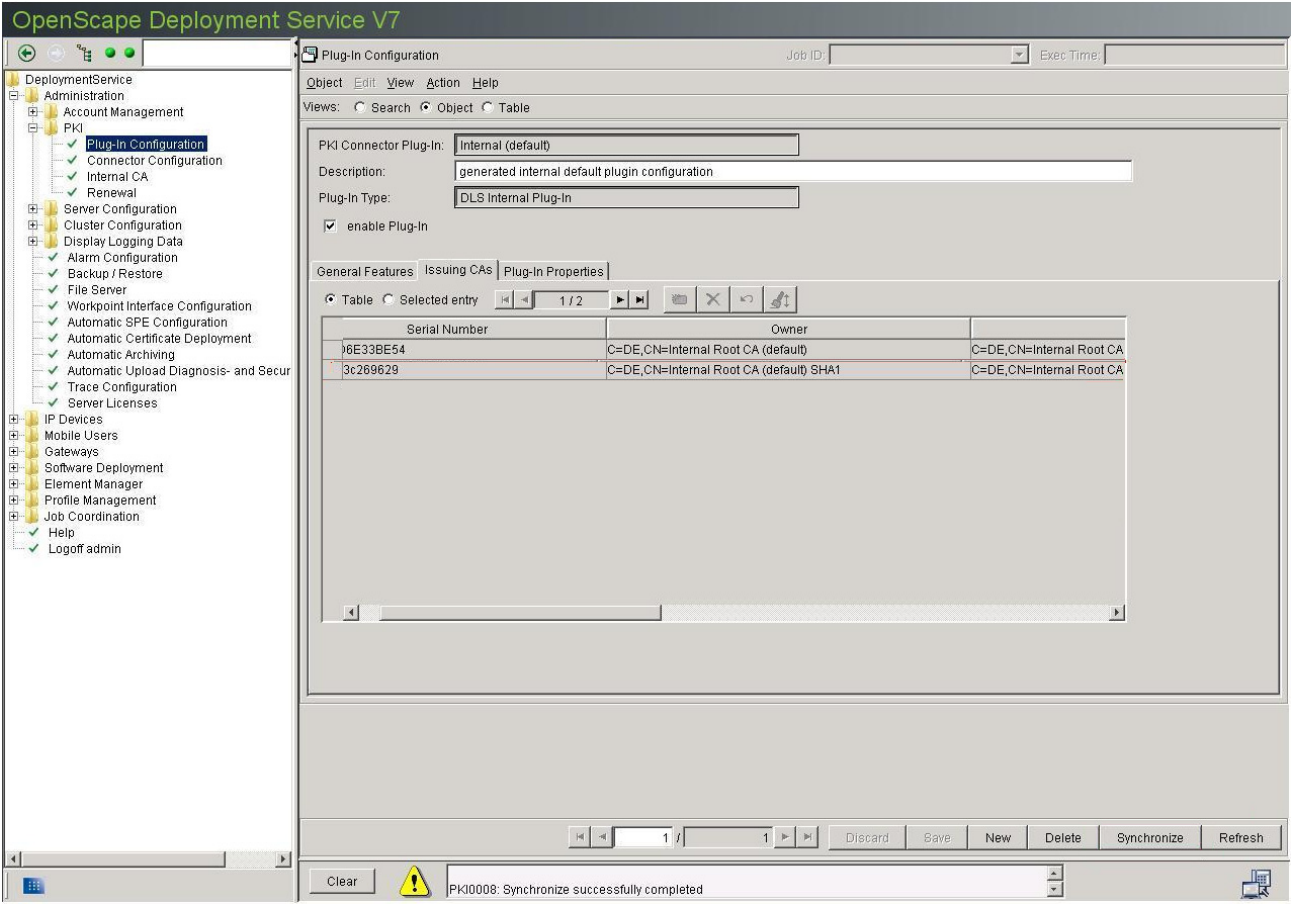 OpenScape Deployment Service V7
DeploymentService
Administration
Account Management
PKI
Plug-In Configuration
Connector Configuration
Internal CA
Renewal
Server Configuration
Cluster Configuration
Display Logging Data
Alarm Configuration
Backup / Restore
File Server
Workpoint Interface Configuration
Automatic SPE Configuration
Automatic Certificate Deployment
Automatic Archiving
Automatic Upload Diagnosis- and Secur
Trace Configuration
Server Licenses
IP Devices
Mobile Users
Gateways
Software Deployment
Element Manager
Profile Management
Job Coordination
Help
Logoff admin
Plug-In Configuration Job ID: Exec Time:
Object Edit View Action Help
Views: Search Object Table
PKI Connector Plug-In: Internal (default)
Description: generated internal default plugin configuration
Plug-In Type: DLS Internal Plug-In
enable Plug-In
General Features Issuing CAs Plug-In Properties
Table Selected entry 1 / 2
Serial Number Owner
6E33BE54 C=DE,CN=Internal Root CA (default) C=DE,CN=Internal Root CA
3c269629 C=DE,CN=Internal Root CA (default) SHA1 C=DE,CN=Internal Root CA
1 / 1 Discard Save New Delete Synchronize Refresh
Clear PKI0008: Synchronize successfully completed